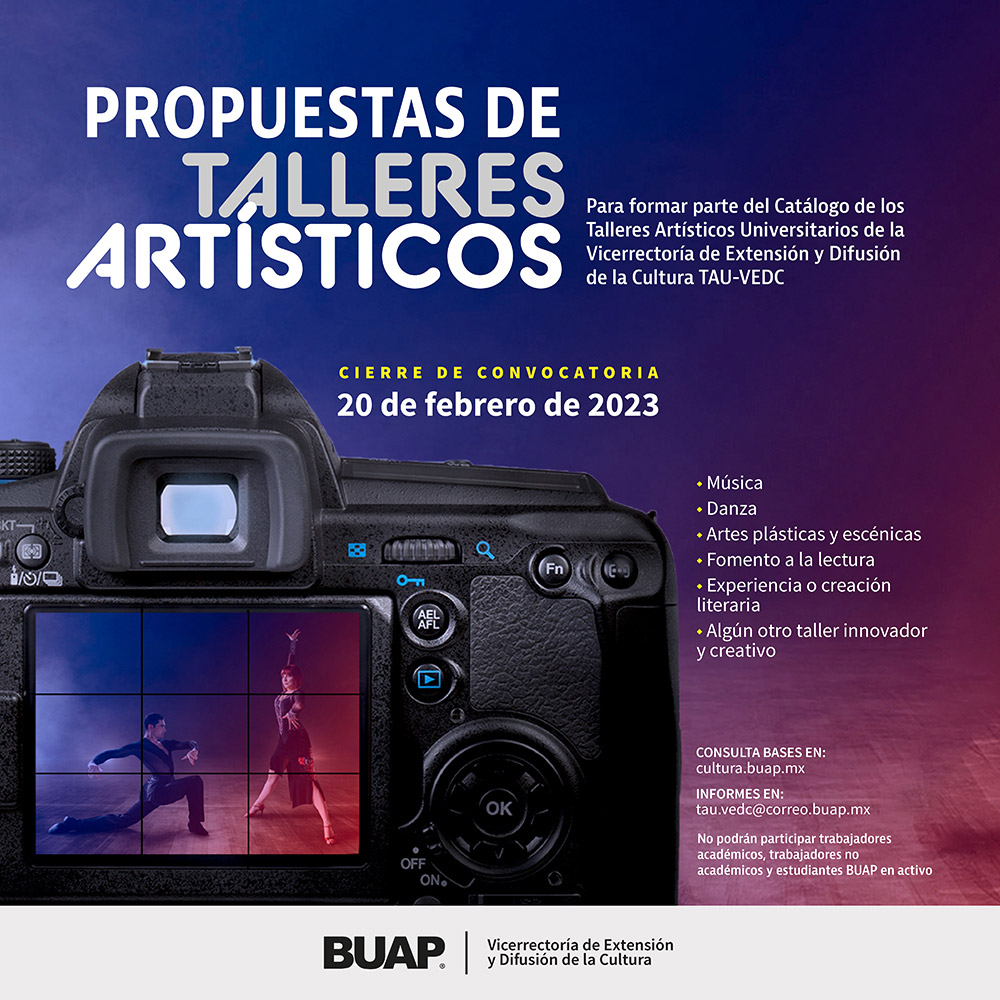 PROPUESTAS DE
TALLERES
ARTÍSTICOS
Para formar parte del Catálogo de los
Talleres Artísticos Universitarios de la
Vicerrectoría de Extensión y Difusión
de la Cultura TAU-VEDC
CIERRE DE CONVOCATORIA
20 de febrero de 2023
• Música
• Danza
• Artes plásticas y escénicas
• Fomento a la lectura
• Experiencia o creación
literaria
• Algún otro taller innovador
y creativo
BKT
Fn
AEL
AFL
OK
OFF
ON
CONSULTA BASES EN:
cultura.buap.mx
INFORMES EN:
tau.vedc@correo.buap.mx
No podrán participar trabajadores
académicos, trabajadores no
académicos y estudiantes BUAP en activo
BUAP®
Vicerrectoría de Extensión
y Difusión de la Cultura